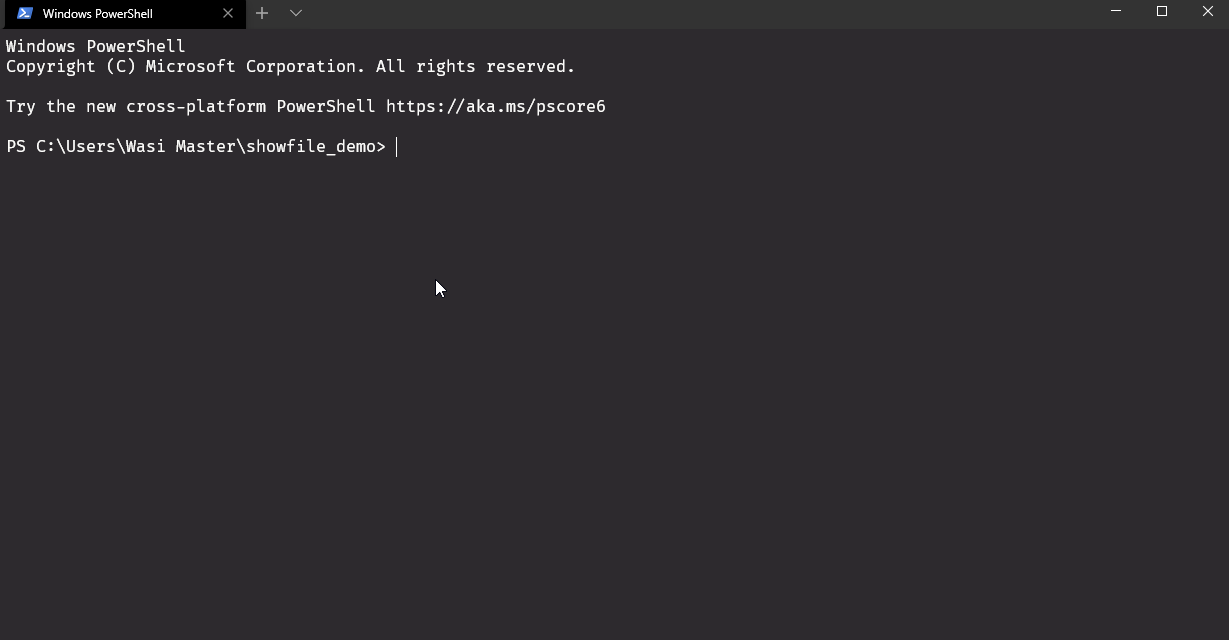 Windows PowerShell
Windows PowerShell
Copyright (C) Microsoft Corporation. All rights reserved.
Try the new cross-platform PowerShell https://aka.ms/pscore6
PS C:\Users\Wasi Master\showfile_demo>